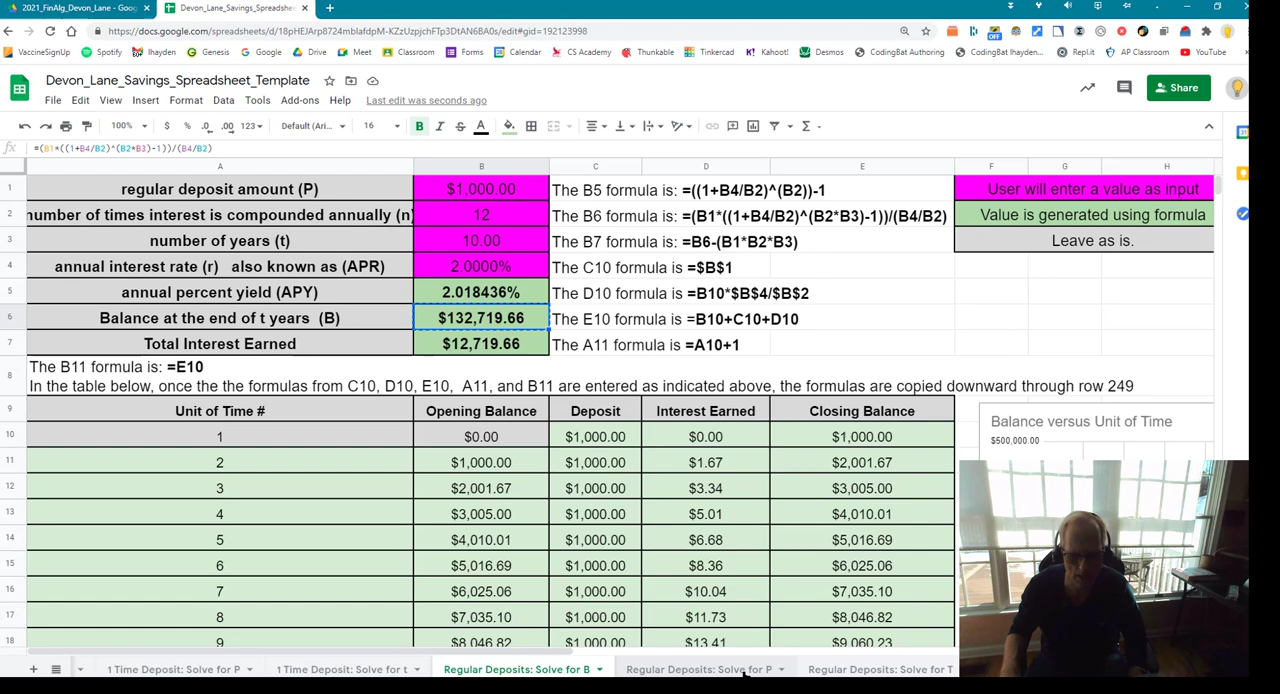 2021_FinAlg_Devon_Lane - Goog
Devon_Lane_Savings_Spreadshee
https://docs.google.com/spreadsheets/d/18pHEJArp8724mblafdpM-KZzUzpjchFTp3DtAN6BA0s/edit#gid=192123998
VaccineSignUp Spotify lhayden Genesis Google Drive Meet Classroom Forms Calendar CS Academy Thunkable Tinkercad Kahoot! Desmos CodingBat Authoring CodingBat lhayden... Repl.it AP Classroom YouTube
Devon_Lane_Savings_Spreadsheet_Template
File Edit View Insert Format Data Tools Add-ons Help Last edit was seconds ago
Share
100% $ % .0 .00 123 Default (Ari... 16 B I S A
fx =(B1*((1+B4/B2)^(B2*B3)-1))/(B4/B2)
A B C D E F G H
1 regular deposit amount (P) $1,000.00 The B5 formula is: =((1+B4/B2)^(B2))-1 User will enter a value as input
2 number of times interest is compounded annually (n) 12 The B6 formula is: =(B1*((1+B4/B2)^(B2*B3)-1))/(B4/B2) Value is generated using formula
3 number of years (t) 10.00 The B7 formula is: =B6-(B1*B2*B3) Leave as is.
4 annual interest rate (r) also known as (APR) 2.0000% The C10 formula is =$B$1
5 annual percent yield (APY) 2.018436% The D10 formula is =B10*$B$4/$B$2
6 Balance at the end of t years (B) $132,719.66 The E10 formula is =B10+C10+D10
7 Total Interest Earned $12,719.66 The A11 formula is =A10+1
The B11 formula is: =E10
8 In the table below, once the the formulas from C10, D10, E10, A11, and B11 are entered as indicated above, the formulas are copied downward through row 249
9 Unit of Time # Opening Balance Deposit Interest Earned Closing Balance
Balance versus Unit of Time
10 1 $0.00 $1,000.00 $0.00 $1,000.00
$500,000.00
11 2 $1,000.00 $1,000.00 $1.67 $2,001.67
12 3 $2,001.67 $1,000.00 $3.34 $3,005.00
13 4 $3,005.00 $1,000.00 $5.01 $4,010.01
14 5 $4,010.01 $1,000.00 $6.68 $5,016.69
15 6 $5,016.69 $1,000.00 $8.36 $6,025.06
16 7 $6,025.06 $1,000.00 $10.04 $7,035.10
17 8 $7,035.10 $1,000.00 $11.73 $8,046.82
18 9 $8,046.82 $1,000.00 $13.41 $9,060.23
1 Time Deposit: Solve for P 1 Time Deposit: Solve for t Regular Deposits: Solve for B Regular Deposits: Solve for P Regular Deposits: Solve for T